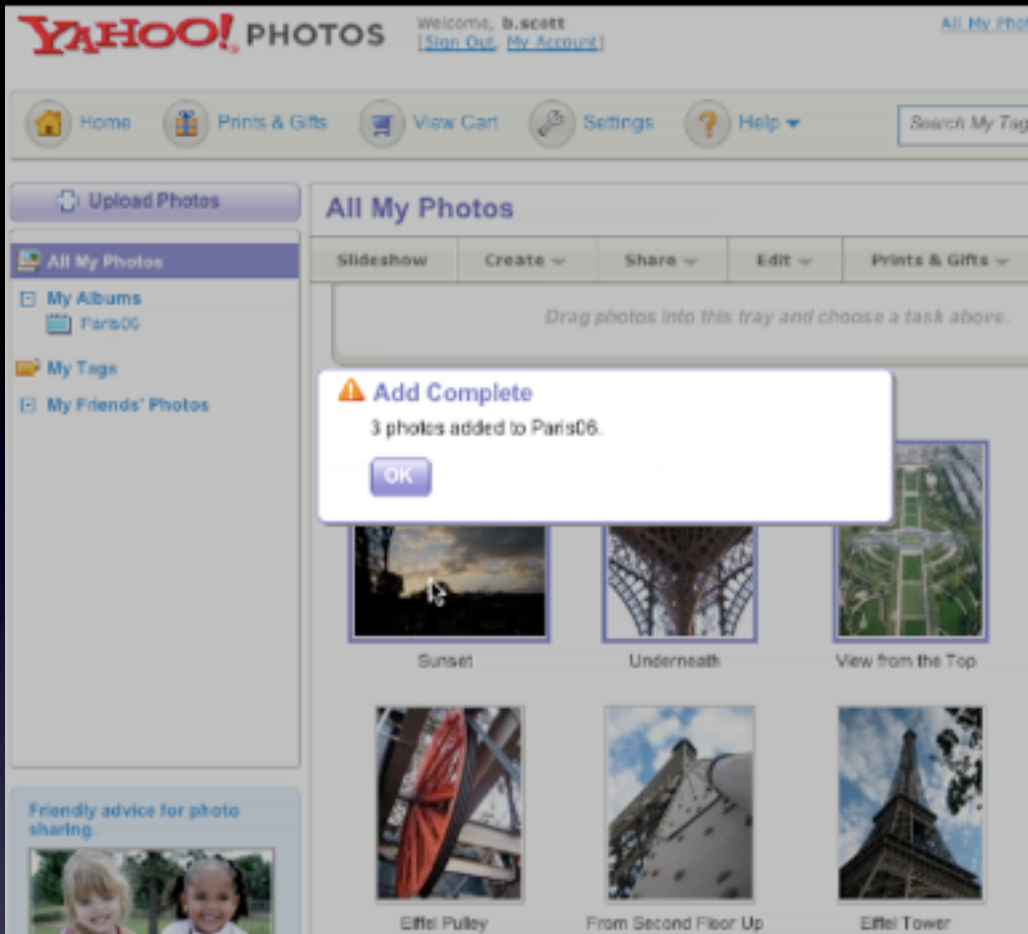 YAHOO! PHOTOS
Welcome, b.scott
[Sign Out, My Account]
All My Photo
Home
Prints & Gifts
View Cart
Settings
Help
Search My Tag
Upload Photos
All My Photos
My Albums
Paris06
My Tags
My Friends' Photos
All My Photos
Slideshow
Create
Share
Edit
Prints & Gifts
Drag photos into this tray and choose a task above.
Add Complete
3 photos added to Paris06.
OK
Sunset
Underneath
View from the Top
Eiffel Pulley
From Second Floor Up
Eiffel Tower
Friendly advice for photo
sharing.